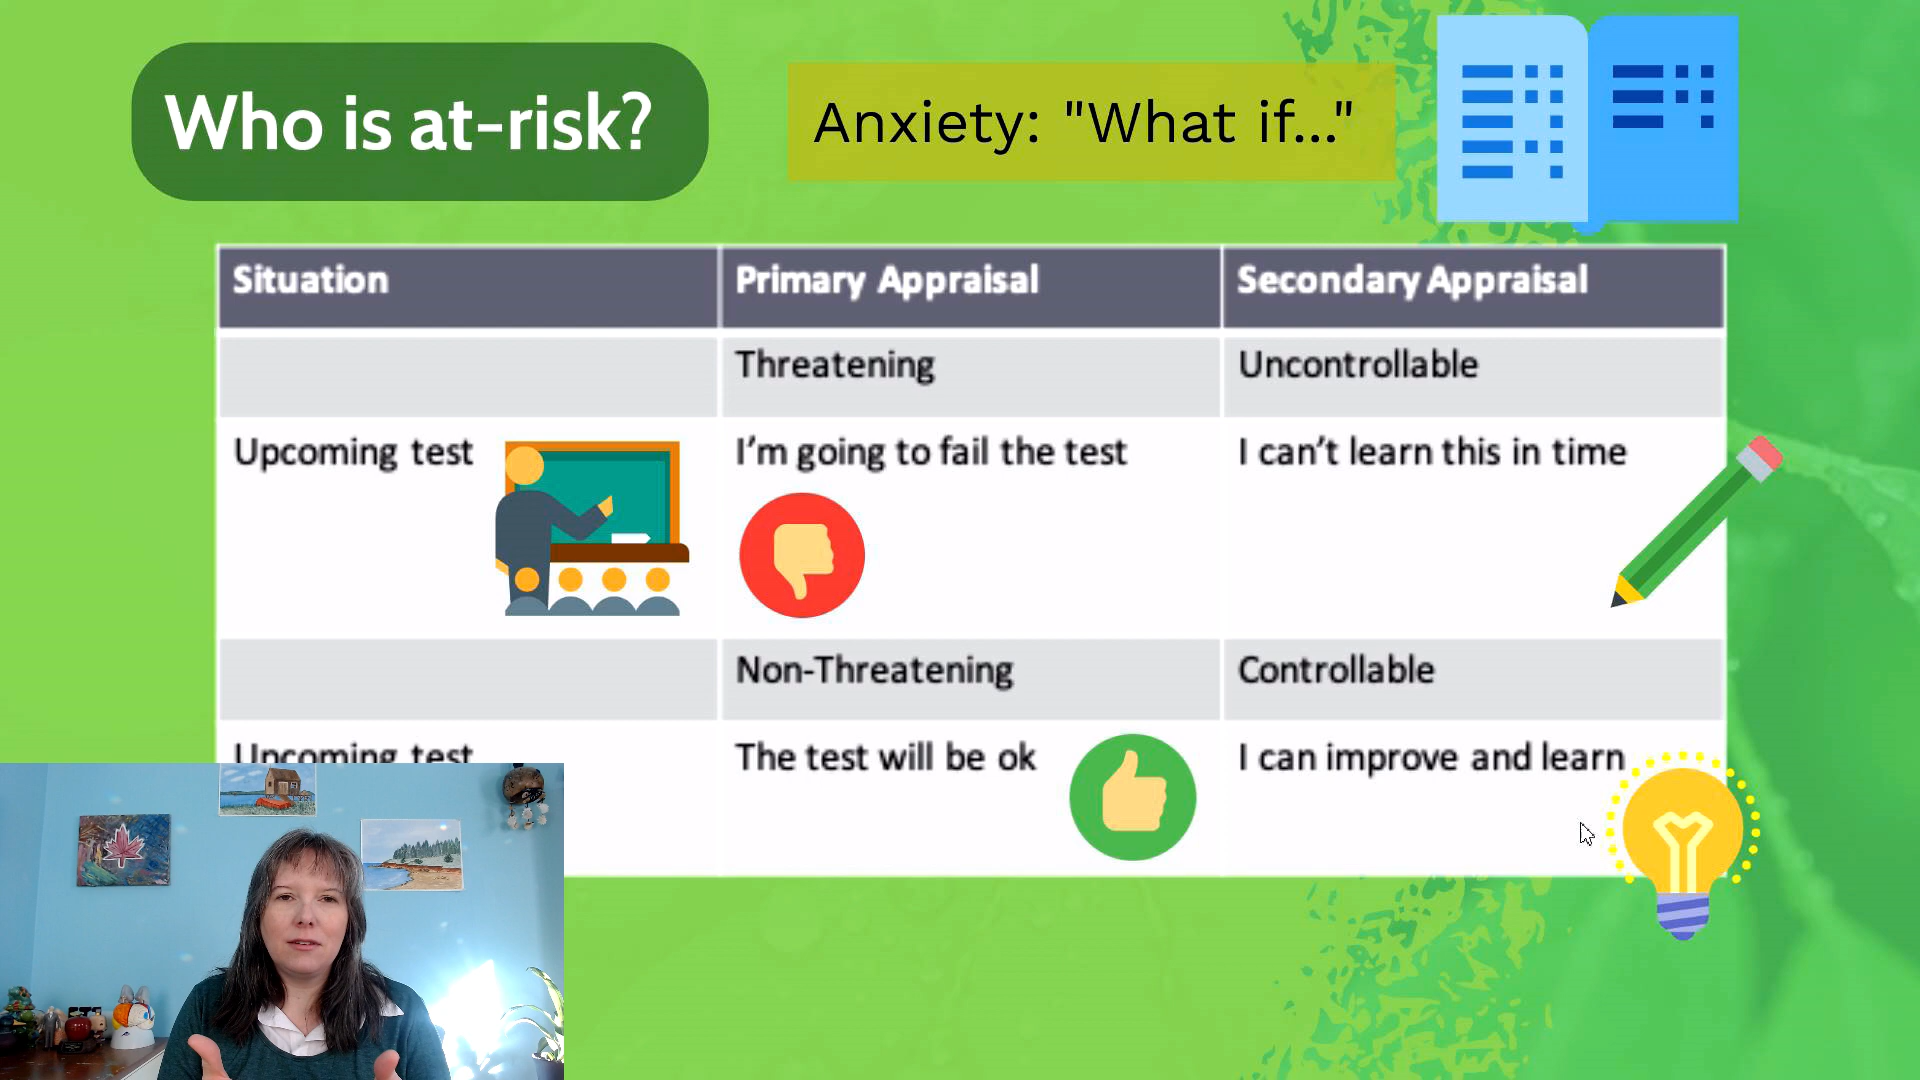 Who is at-risk?
Anxiety: "What if..."
Situation Primary Appraisal Secondary Appraisal
Threatening Uncontrollable
Upcoming test I'm going to fail the test I can't learn this in time
Non-Threatening Controllable
Upcoming test The test will be ok I can improve and learn